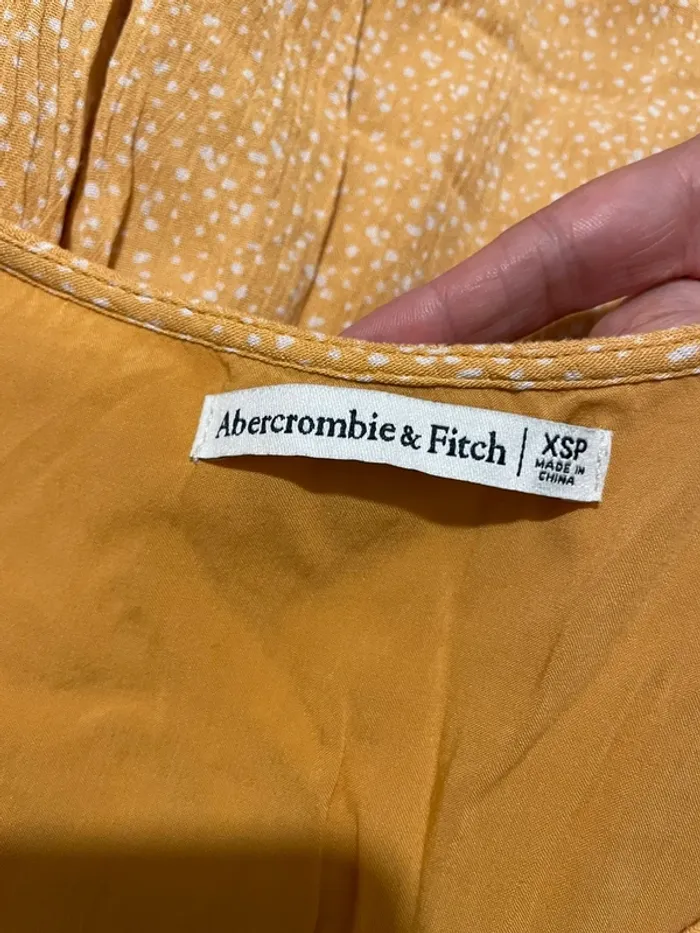 Abercrombie & Fitch | XSP
MADE IN
CHINA